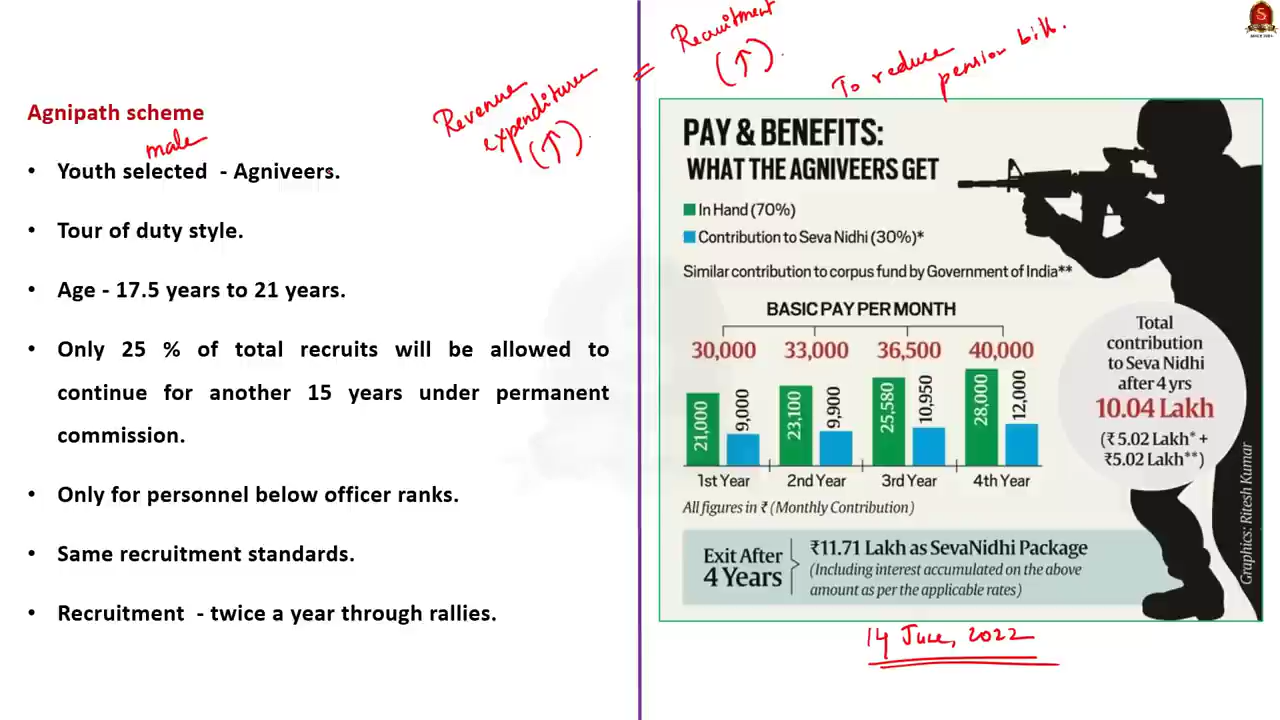 Revenue expenditure (↑). = Recruitment (↑).
To reduce pension bill.
Agnipath scheme
male
• Youth selected - Agniveers.
• Tour of duty style.
• Age - 17.5 years to 21 years.
• Only 25 % of total recruits will be allowed to
continue for another 15 years under permanent
commission.
• Only for personnel below officer ranks.
• Same recruitment standards.
• Recruitment - twice a year through rallies.
PAY & BENEFITS:
WHAT THE AGNIVEERS GET
In Hand (70%)
Contribution to Seva Nidhi (30%)*
Similar contribution to corpus fund by Government of India**
BASIC PAY PER MONTH
30,000 33,000 36,500 40,000
21,000 9,000 23,100 9,900 25,580 10,950 28,000 12,000
1st Year 2nd Year 3rd Year 4th Year
All figures in ₹ (Monthly Contribution)
Total
contribution
to Seva Nidhi
after 4 yrs
10.04 Lakh
(₹5.02 Lakh* +
₹5.02 Lakh**)
Exit After
4 Years
₹11.71 Lakh as SevaNidhi Package
(Including interest accumulated on the above
amount as per the applicable rates)
Graphics: Ritesh Kumar
14 June, 2022